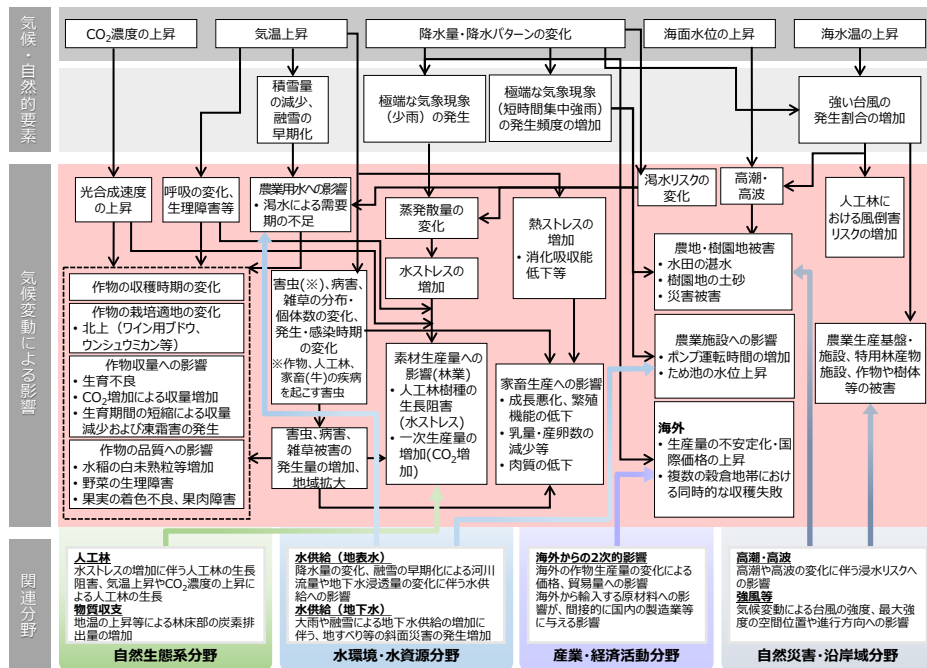 気候・自然的要素
CO₂濃度の上昇
気温上昇
降水量・降水パターンの変化
海面水位の上昇
海水温の上昇
積雪量
の減少、
融雪の
早期化
極端な気象現象
(少雨)の発生
極端な気象現象
(短時間集中強雨)
の発生頻度の増加
強い台風の
発生割合の増加
気候変動による影響
光合成速度
の上昇
呼吸の変化、
生理障害等
農業用水への影響
• 渇水による需要
期の不足
蒸発散量の
変化
熱ストレスの
増加
• 消化吸収能
低下等
渇水リスクの
変化
高潮・
高波
人工林に
おける風倒害
リスクの増加
水ストレスの
増加
農地・樹園地被害
• 水田の湛水
• 樹園地の土砂
• 災害被害
作物の収穫時期の変化
作物の栽培適地の変化
• 北上(ワイン用ブドウ、
ウンシュウミカン等)
作物収量への影響
• 生育不良
• CO₂増加による収量増加
• 生育期間の短縮による収量
減少および凍霜害の発生
作物の品質への影響
• 水稲の白未熟粒等増加
• 野菜の生理障害
• 果実の着色不良、果肉障害
害虫(※)、病害、
雑草の分布・
個体数の変化、
発生・感染時期
の変化
※作物、人工林、
家畜(牛)の疾病
を起こす害虫
害虫、病害、
雑草被害の
発生量の増加、
地域拡大
素材生産量への
影響(林業)
• 人工林樹種の
生長阻害
(水ストレス)
• 一次生産量の
増加(CO₂増
加)
家畜生産への影響
• 成長悪化、繁殖
機能の低下
• 乳量・産卵数の
減少等
• 肉質の低下
農業施設への影響
• ポンプ運転時間の増加
• ため池の水位上昇
農業生産基盤・
施設、特用林産物
施設、作物や樹体
等の被害
海外
• 生産量の不安定化・国
際価格の上昇
• 複数の穀倉地帯における
同時的な収穫失敗
関連分野
人工林
水ストレスの増加に伴う人工林の生長
阻害、気温上昇やCO₂濃度の上昇に
よる人工林の生長
物質収支
地温の上昇等による林床部の炭素排
出量の増加
自然生態系分野
水供給(地表水)
降水量の変化、融雪の早期化による河川
流量や地下水浸透量の変化に伴う水供
給への影響
水供給(地下水)
大雨や融雪による地下水供給の増加に
伴う、地すべり等の斜面災害の発生増加
水環境・水資源分野
海外からの2次的影響
海外の作物生産量の変化による
価格、貿易量への影響
海外から輸入する原材料への影
響が、間接的に国内の製造業等
に与える影響
産業・経済活動分野
高潮・高波
高潮や高波の変化に伴う浸水リスクへ
の影響
強風等
気候変動による台風の強度、最大強
度の空間位置や進行方向への影響
自然災害・沿岸域分野